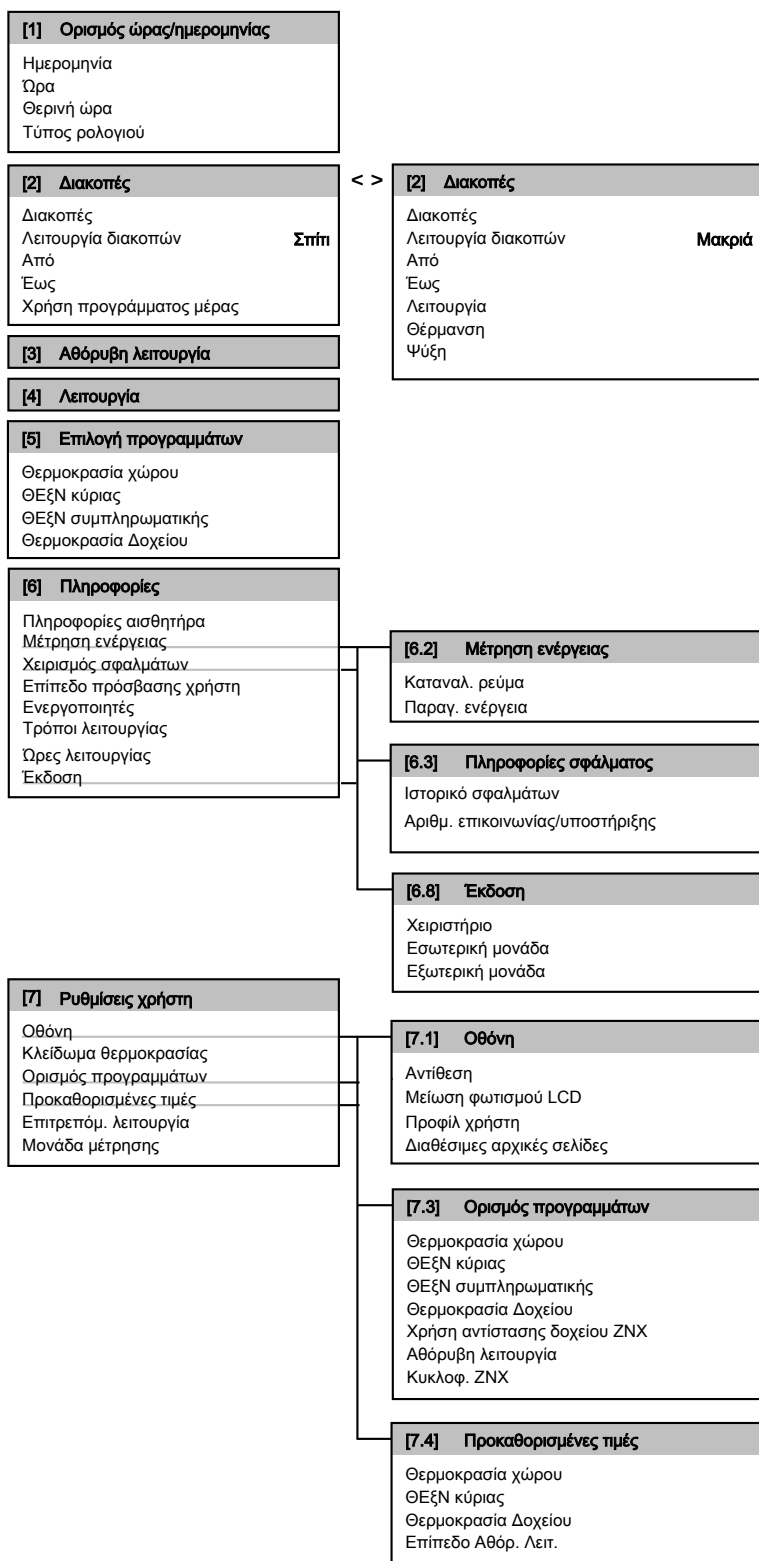 [1] Ορισμός ώρας/ημερομηνίας
Ημερομηνία
Ώρα
Θερινή ώρα
Τύπος ρολογιού
[2] Διακοπές
Διακοπές
Λειτουργία διακοπών Σπίτι
Από
Έως
Χρήση προγράμματος μέρας
< >
[2] Διακοπές
Διακοπές
Λειτουργία διακοπών Μακριά
Από
Έως
Λειτουργία
Θέρμανση
Ψύξη
[3] Αθόρυβη λειτουργία
[4] Λειτουργία
[5] Επιλογή προγραμμάτων
Θερμοκρασία χώρου
ΘΕξΝ κύριας
ΘΕξΝ συμπληρωματικής
Θερμοκρασία Δοχείου
[6] Πληροφορίες
Πληροφορίες αισθητήρα
Μέτρηση ενέργειας
Χειρισμός σφαλμάτων
Επίπεδο πρόσβασης χρήστη
Ενεργοποιητές
Τρόποι λειτουργίας
Ώρες λειτουργίας
Έκδοση
[6.2] Μέτρηση ενέργειας
Καταναλ. ρεύμα
Παραγ. ενέργεια
[6.3] Πληροφορίες σφάλματος
Ιστορικό σφαλμάτων
Αριθμ. επικοινωνίας/υποστήριξης
[6.8] Έκδοση
Χειριστήριο
Εσωτερική μονάδα
Εξωτερική μονάδα
[7] Ρυθμίσεις χρήστη
Οθόνη
Κλείδωμα θερμοκρασίας
Ορισμός προγραμμάτων
Προκαθορισμένες τιμές
Επιτρεπόμ. λειτουργία
Μονάδα μέτρησης
[7.1] Οθόνη
Αντίθεση
Μείωση φωτισμού LCD
Προφίλ χρήστη
Διαθέσιμες αρχικές σελίδες
[7.3] Ορισμός προγραμμάτων
Θερμοκρασία χώρου
ΘΕξΝ κύριας
ΘΕξΝ συμπληρωματικής
Θερμοκρασία Δοχείου
Χρήση αντίστασης δοχείου ΖΝΧ
Αθόρυβη λειτουργία
Κυκλοφ. ΖΝΧ
[7.4] Προκαθορισμένες τιμές
Θερμοκρασία χώρου
ΘΕξΝ κύριας
Θερμοκρασία Δοχείου
Επίπεδο Αθόρ. Λειτ.